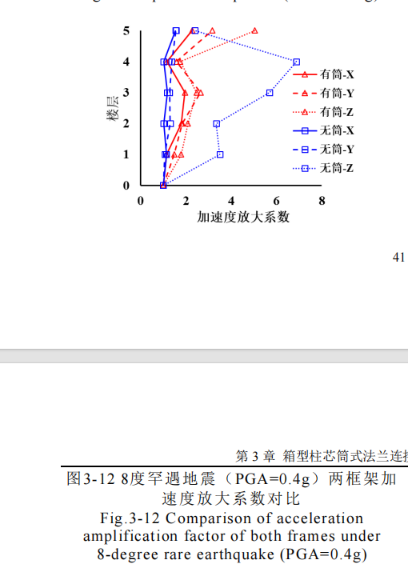 5
4
3
2
1
0
楼层
0 2 4 6 8
加速度放大系数
有筒-X
有筒-Y
有筒-Z
无筒-X
无筒-Y
无筒-Z
41
第 3 章 箱型柱芯筒式法兰连
图3-12 8度罕遇地震（PGA=0.4g）两框架加
速度放大系数对比
Fig.3-12 Comparison of acceleration
amplification factor of both frames under
8-degree rare earthquake (PGA=0.4g)